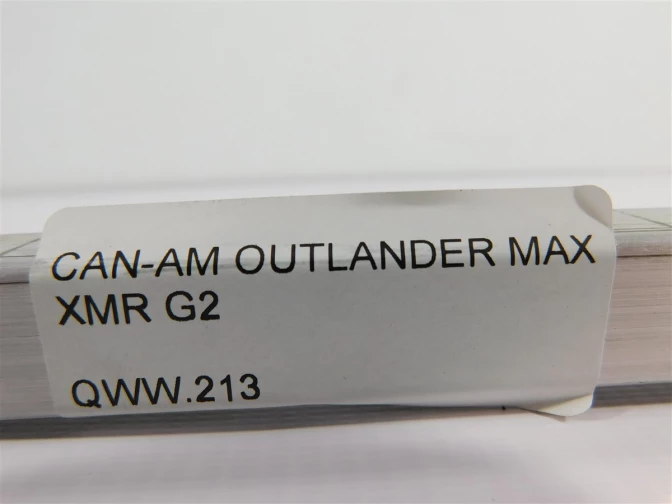 CAN-AM OUTLANDER MAX
XMR G2
QWW.213